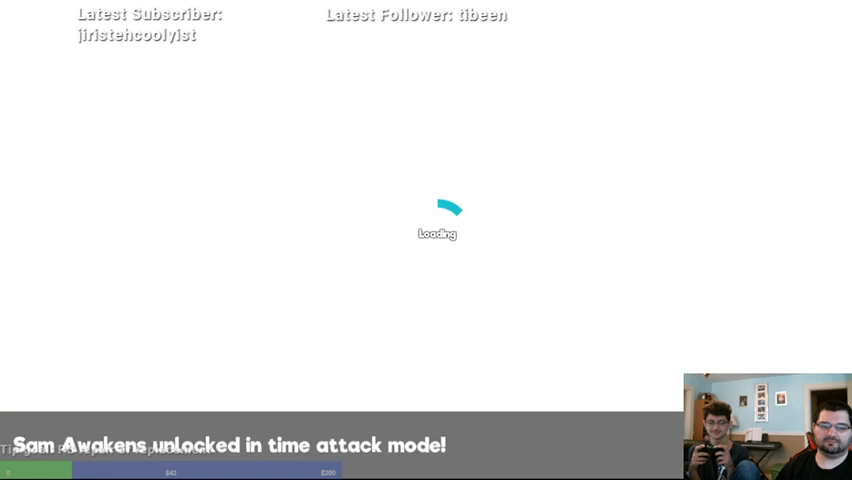 Latest Subscriber:
jiristehcoolyist
Latest Follower: tibeen
Loading
Sam Awakens unlocked in time attack mode!
0
$42
$200